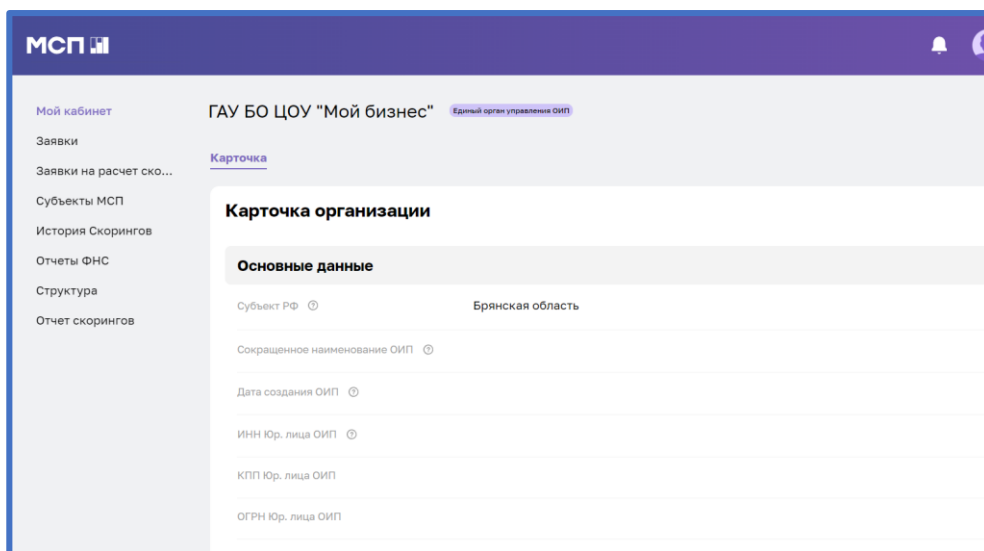 МСП
Мой кабинет
Заявки
Заявки на расчет ско...
Субъекты МСП
История Скорингов
Отчеты ФНС
Структура
Отчет скорингов
ГАУ БО ЦОУ "Мой бизнес" Единый орган управления ОИП
Карточка
Карточка организации
Основные данные
Субъект РФ ? Брянская область
Сокращенное наименование ОИП ?
Дата создания ОИП ?
ИНН Юр. лица ОИП ?
КПП Юр. лица ОИП
ОГРН Юр. лица ОИП